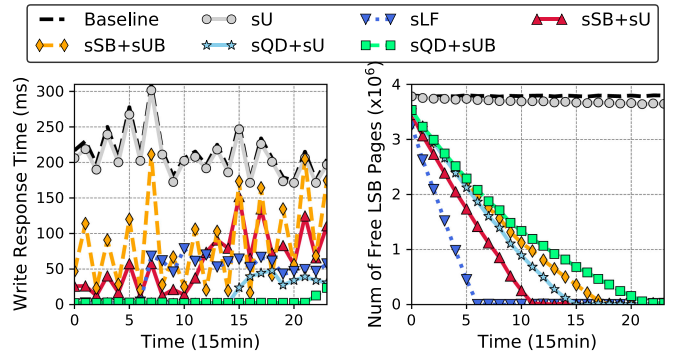 Baseline sU sLF sSB+sU
sSB+sUB sQD+sU sQD+sUB
Write Response Time (ms)
300
250
200
150
100
50
0
0 5 10 15 20
Time (15min)
Num of Free LSB Pages (x10⁶)
4
3
2
1
0
0 5 10 15 20
Time (15min)